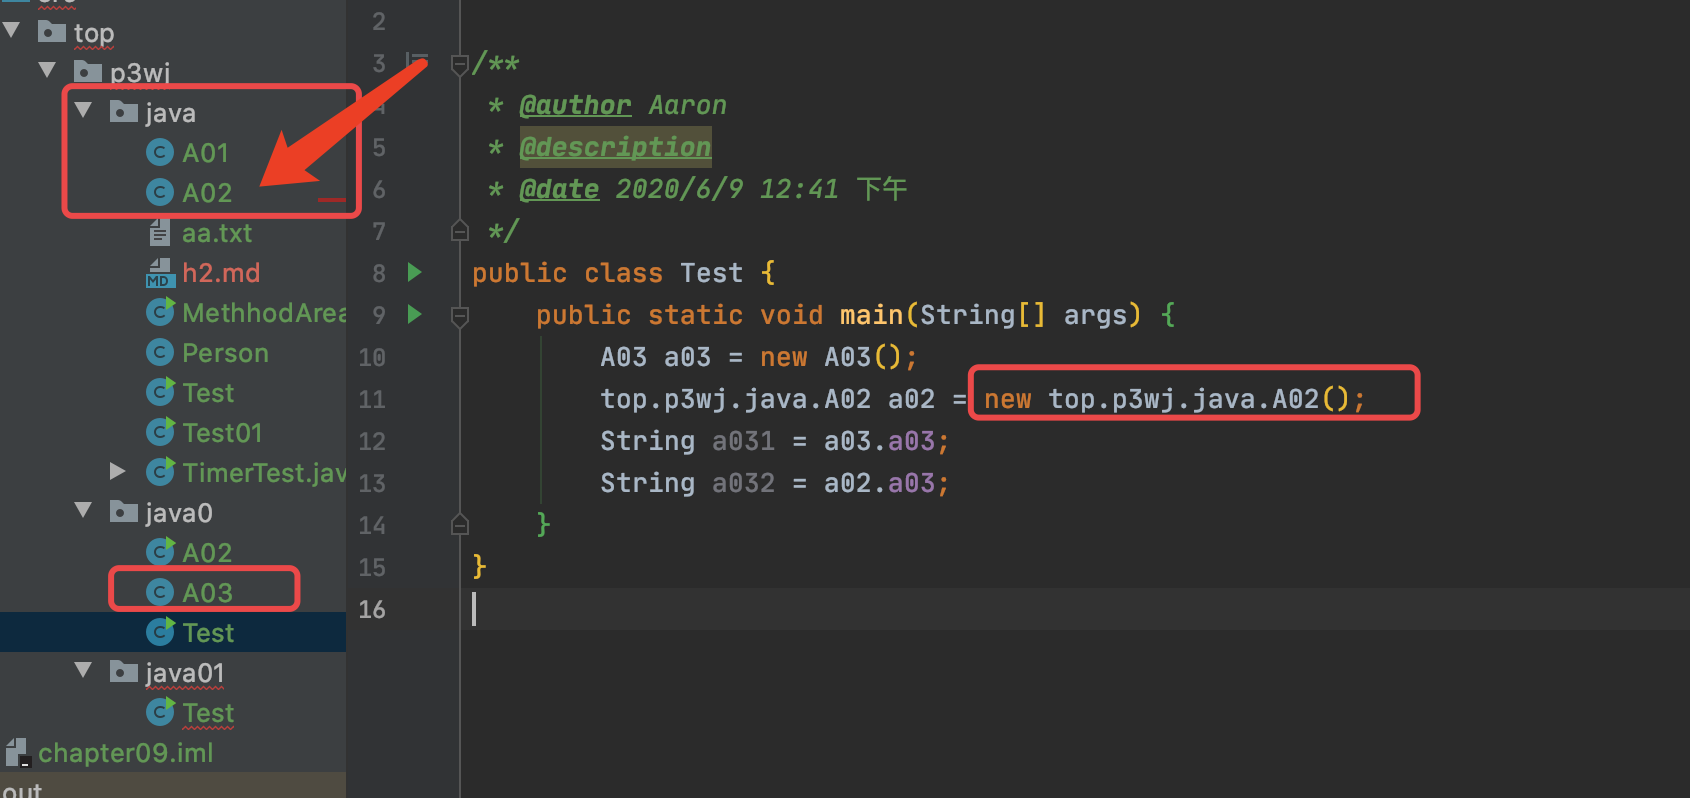 top
p3wj
java
A01
A02
aa.txt
MD h2.md
MethhodArea
Person
Test
Test01
TimerTest.jav
java0
A02
A03
Test
java01
Test
chapter09.iml
out
2
3 /**
4 * @author Aaron
5 * @description
6 * @date 2020/6/9 12:41 下午
7 */
8 public class Test {
9 public static void main(String[] args) {
10 A03 a03 = new A03();
11 top.p3wj.java.A02 a02 = new top.p3wj.java.A02();
12 String a031 = a03.a03;
13 String a032 = a02.a03;
14 }
15 }
16